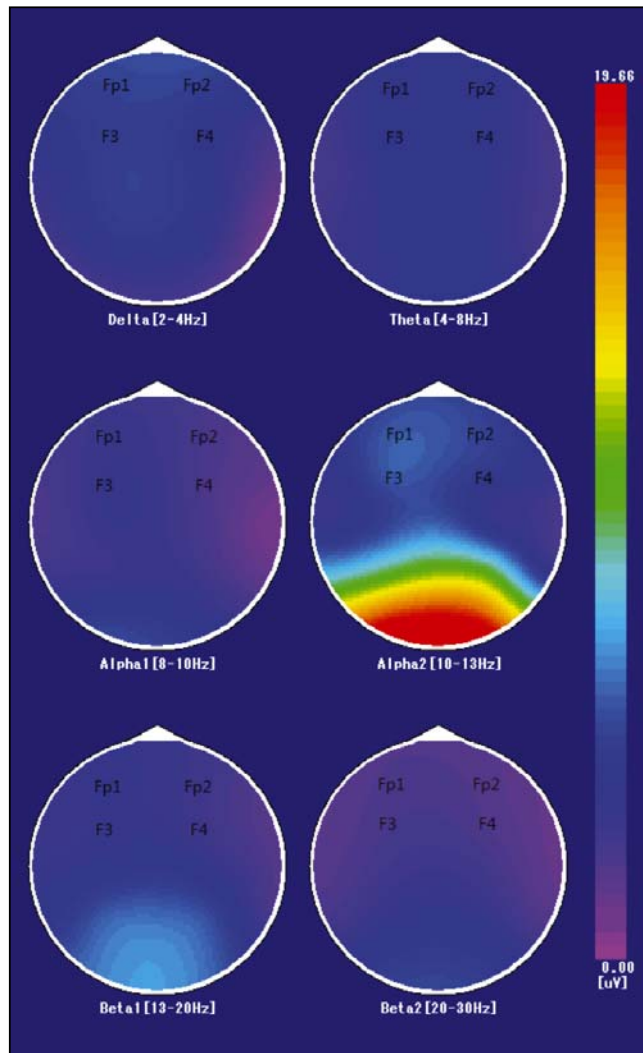 19.66
Fp1 Fp2
F3 F4
Delta[2-4Hz]
Fp1 Fp2
F3 F4
Theta[4-8Hz]
Fp1 Fp2
F3 F4
Alpha1[8-10Hz]
Fp1 Fp2
F3 F4
Alpha2[10-13Hz]
Fp1 Fp2
F3 F4
Beta1[13-20Hz]
Fp1 Fp2
F3 F4
Beta2[20-30Hz]
0.00
[uV]